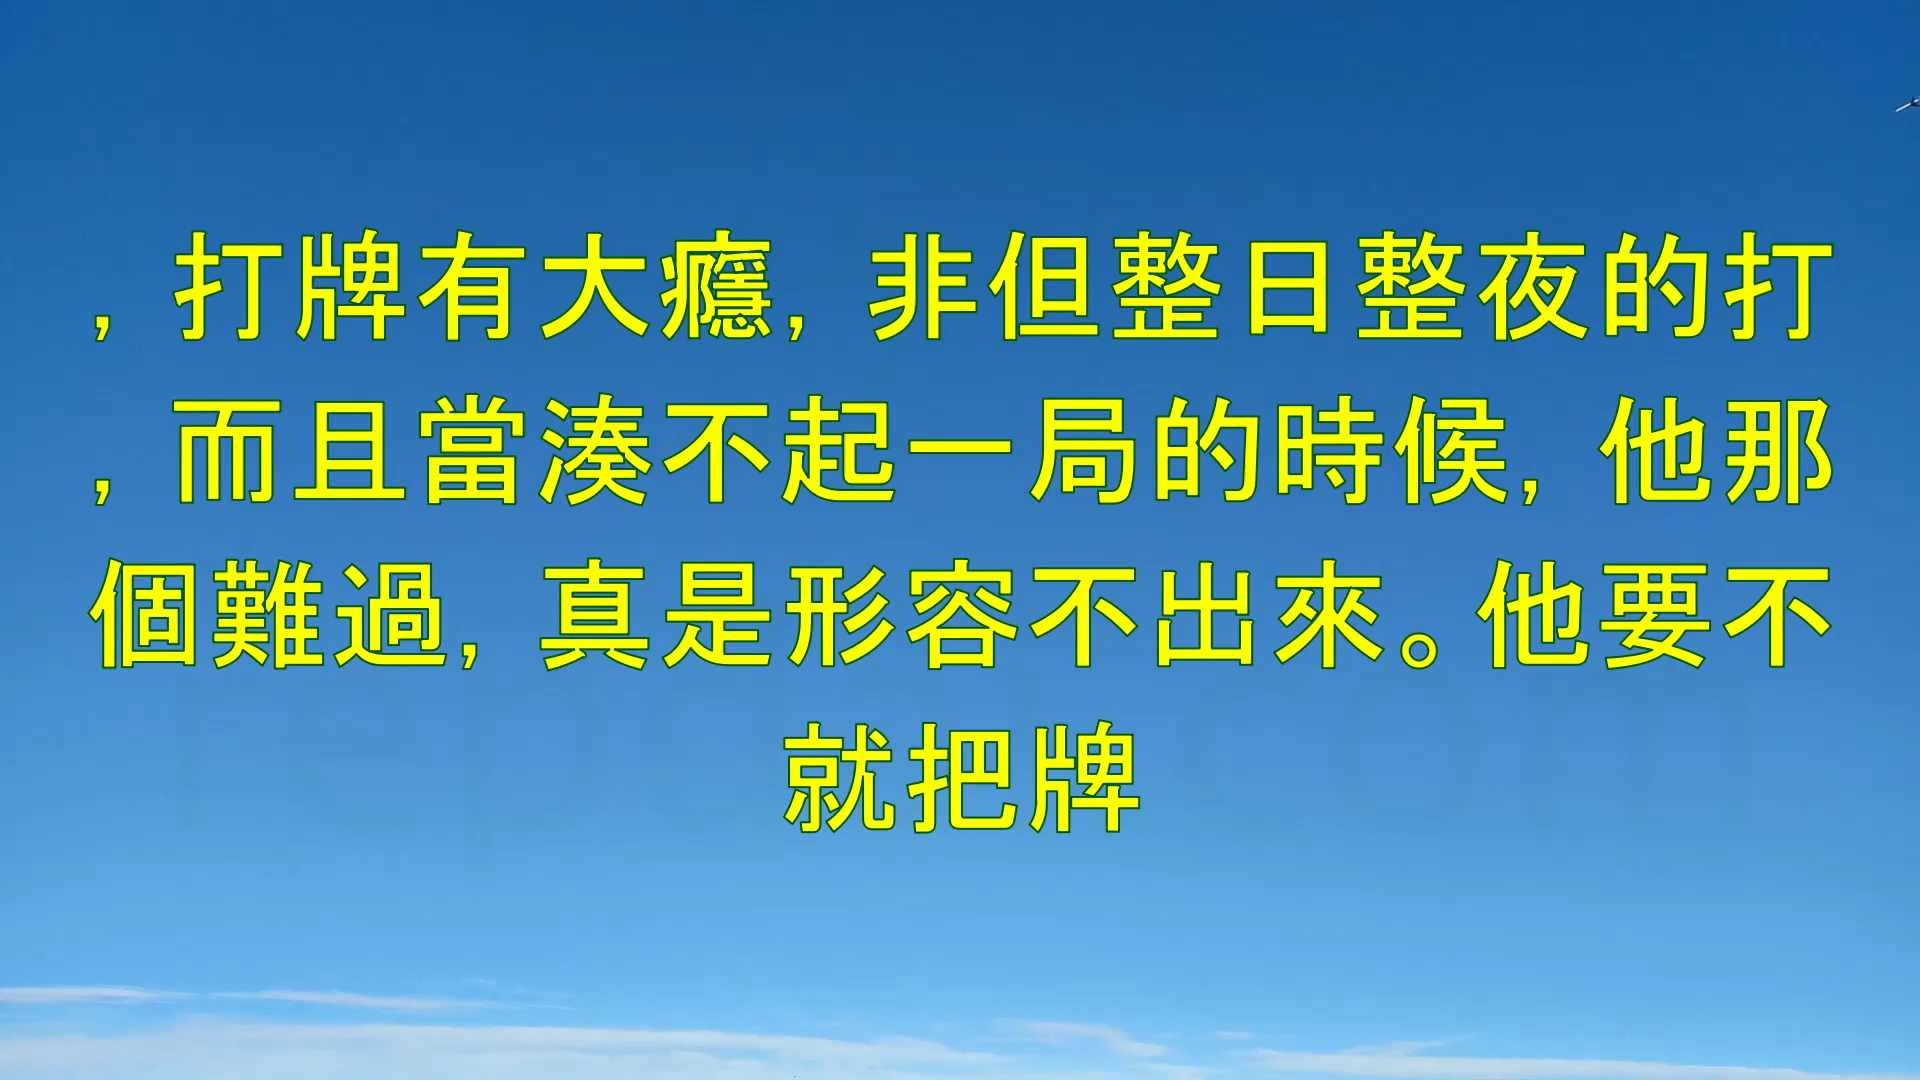 ，打牌有大癮，非但整日整夜的打
，而且當湊不起一局的時候，他那
個難過，真是形容不出來。他要不
就把牌